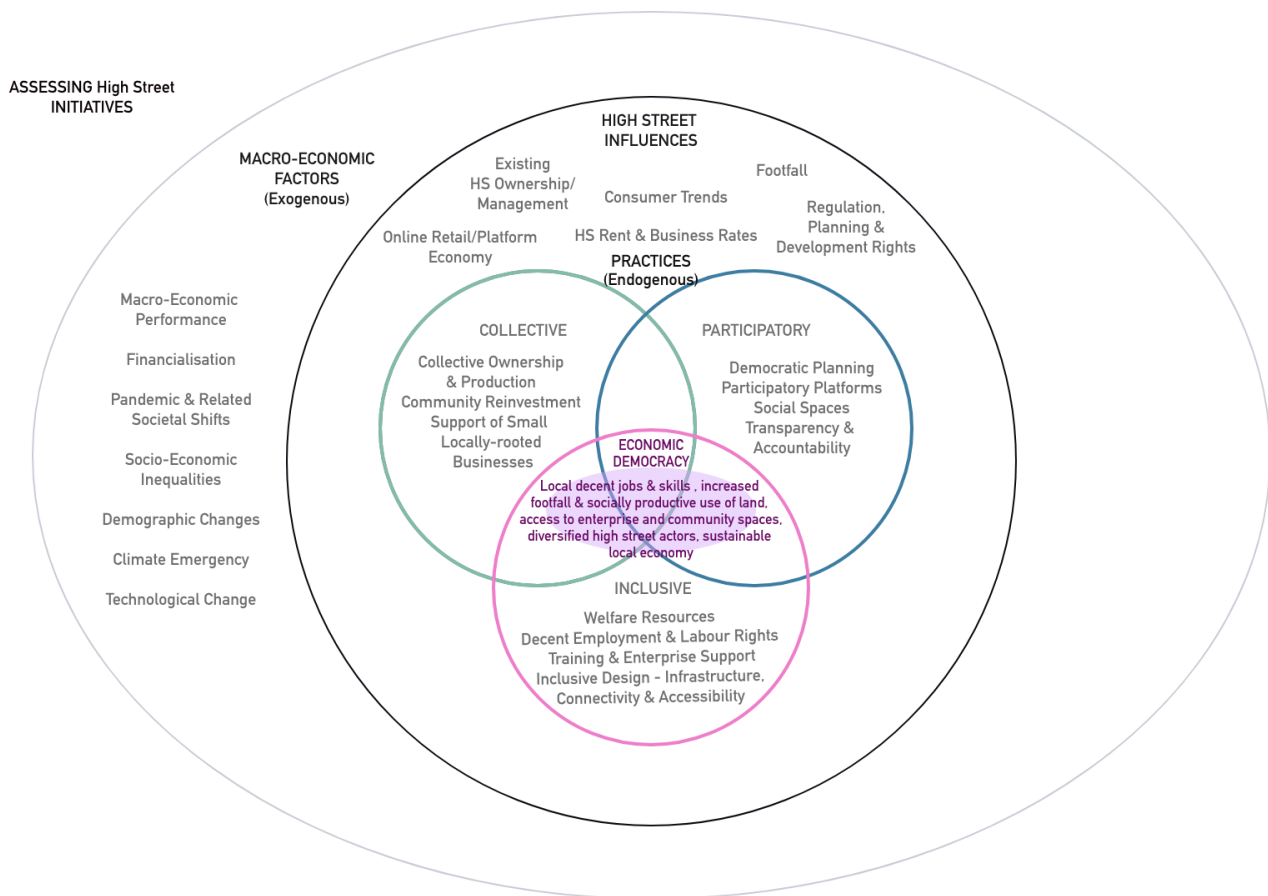 ASSESSING High Street
INITIATIVES
MACRO-ECONOMIC
FACTORS
(Exogenous)
Macro-Economic
Performance
Financialisation
Pandemic & Related
Societal Shifts
Socio-Economic
Inequalities
Demographic Changes
Climate Emergency
Technological Change
HIGH STREET
INFLUENCES
Existing
HS Ownership/
Management
Consumer Trends
Footfall
Regulation,
Planning &
Development Rights
Online Retail/Platform
Economy
HS Rent & Business Rates
PRACTICES
(Endogenous)
COLLECTIVE
Collective Ownership
& Production
Community Reinvestment
Support of Small
Locally-rooted
Businesses
PARTICIPATORY
Democratic Planning
Participatory Platforms
Social Spaces
Transparency &
Accountability
ECONOMIC
DEMOCRACY
Local decent jobs & skills , increased
footfall & socially productive use of land,
access to enterprise and community spaces,
diversified high street actors, sustainable
local economy
INCLUSIVE
Welfare Resources
Decent Employment & Labour Rights
Training & Enterprise Support
Inclusive Design - Infrastructure,
Connectivity & Accessibility